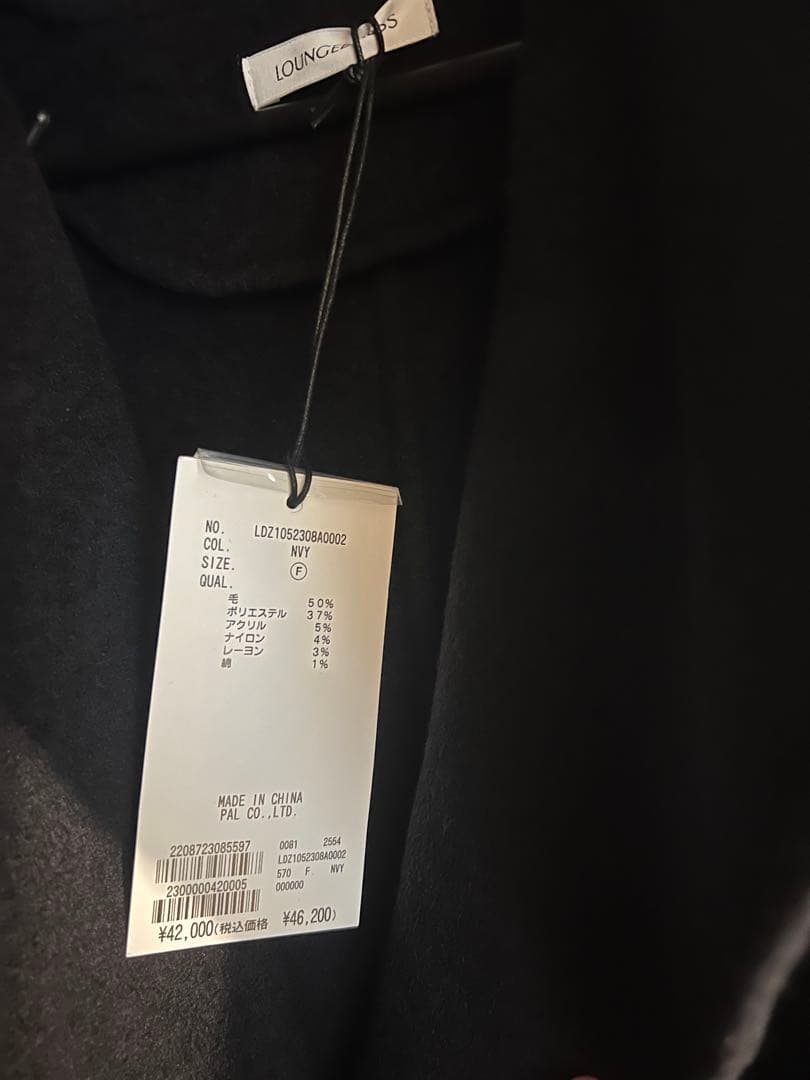 NO. LDZ1052308A0002
COL. NVY
SIZE. F
QUAL.
毛 50%
ポリエステル 37%
アクリル 5%
ナイロン 4%
レーヨン 3%
綿 1%
MADE IN CHINA
PAL CO.,LTD.
2208723085597
0081 2554
LDZ1052308A0002
570 F. NVY
000000
2300000420005
¥42,000(税込価格 ¥46,200)